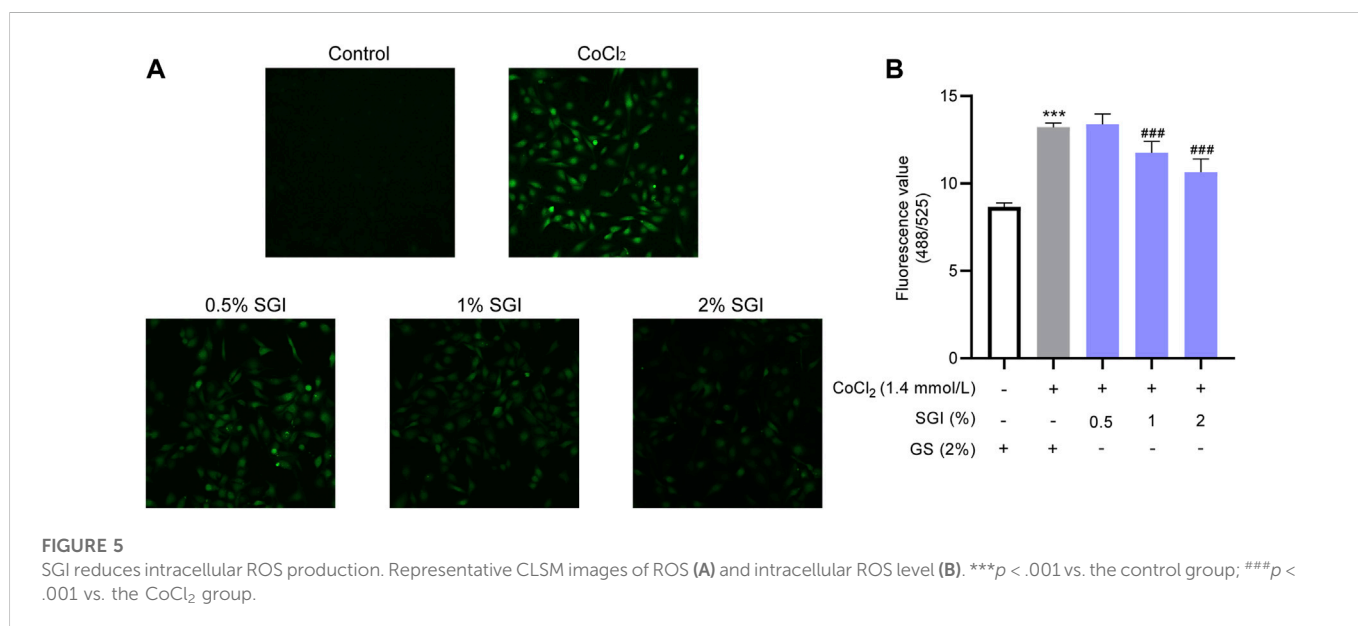 A
Control
CoCl₂
0.5% SGI
1% SGI
2% SGI
B
Fluorescence value
(488/525)
15
10
5
0
***
###
###
CoCl₂ (1.4 mmol/L) - + + + +
SGI (%) - - 0.5 1 2
GS (2%) + + - - -
FIGURE 5
SGI reduces intracellular ROS production. Representative CLSM images of ROS (A) and intracellular ROS level (B). ***p < .001 vs. the control group; ###p <
.001 vs. the CoCl₂ group.